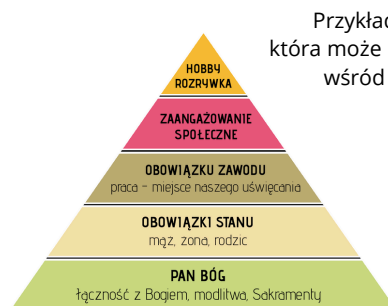 Przykład
która może
wśród
HOBBY
ROZRYWKA
ZAANGAŻOWANIE
SPOŁECZNE
OBOWIĄZKU ZAWODU
praca - miejsce naszego uświęcania
OBOWIĄZKI STANU
mąż, żona, rodzic
PAN BÓG
łączność z Bogiem, modlitwa, Sakramenty